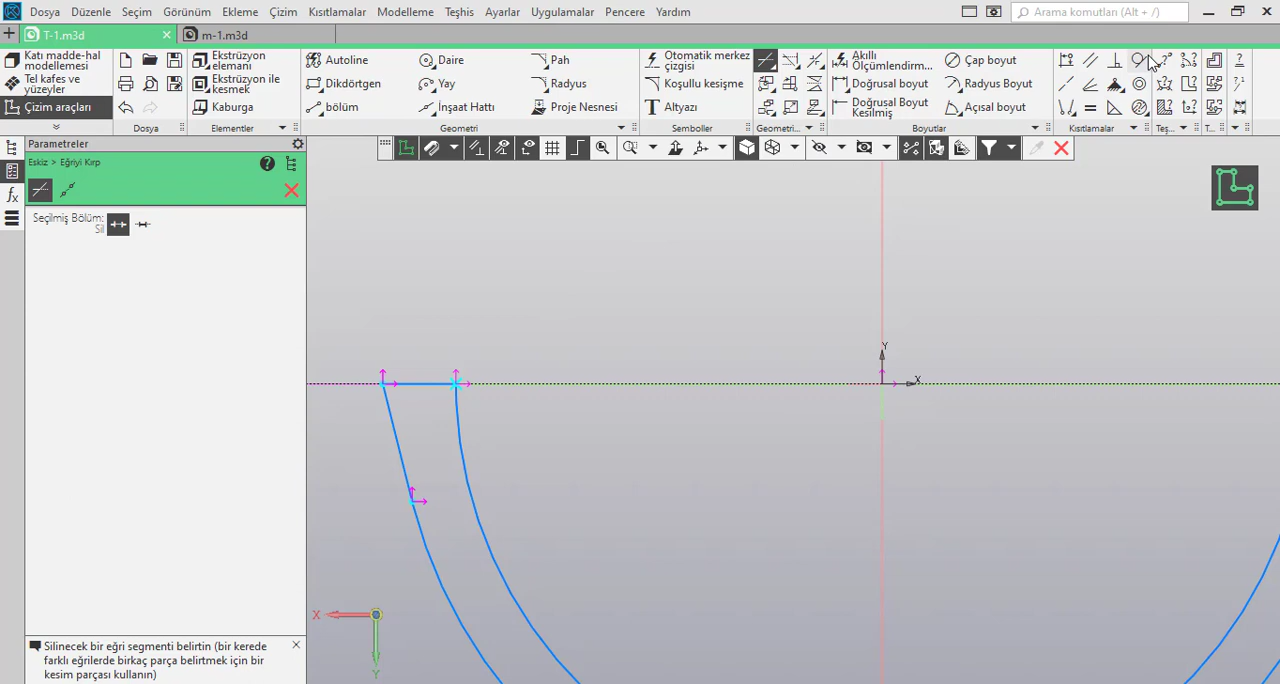 Dosya Düzenle Seçim Görünüm Ekleme Çizim Kısıtlamalar Modelleme Teşhis Ayarlar Uygulamalar Pencere Yardım Arama komutları (Alt + /)
T-1.m3d m-1.m3d
Katı madde-hal modellemesi
Tel kafes ve yüzeyler
Çizim araçları
Dosya
Ekstrüzyon elemanı
Ekstrüzyon ile kesmek
Kaburga
Elementler
Autoline Daire Pah
Dikdörtgen Yay Radyus
bölüm İnşaat Hattı Proje Nesnesi
Geometri
Otomatik merkez çizgisi
Koşullu kesişme
Altyazı
Semboller
Geometri...
Akıllı Ölçümlendirm... Çap boyut
Doğrusal boyut Radyus Boyutı
Doğrusal Boyut Kesilmiş Açısal boyut
Boyutlar
Kısıtlamalar
Teş...
T...
Parametreler
Eskiz > Eğriyi Kırp
Seçilmiş Bölüm:
Sil
Y
X
X
Y
Silinecek bir eğri segmenti belirtin (bir kerede
farklı eğrilerde birkaç parça belirtmek için bir
kesim parçası kullanın)